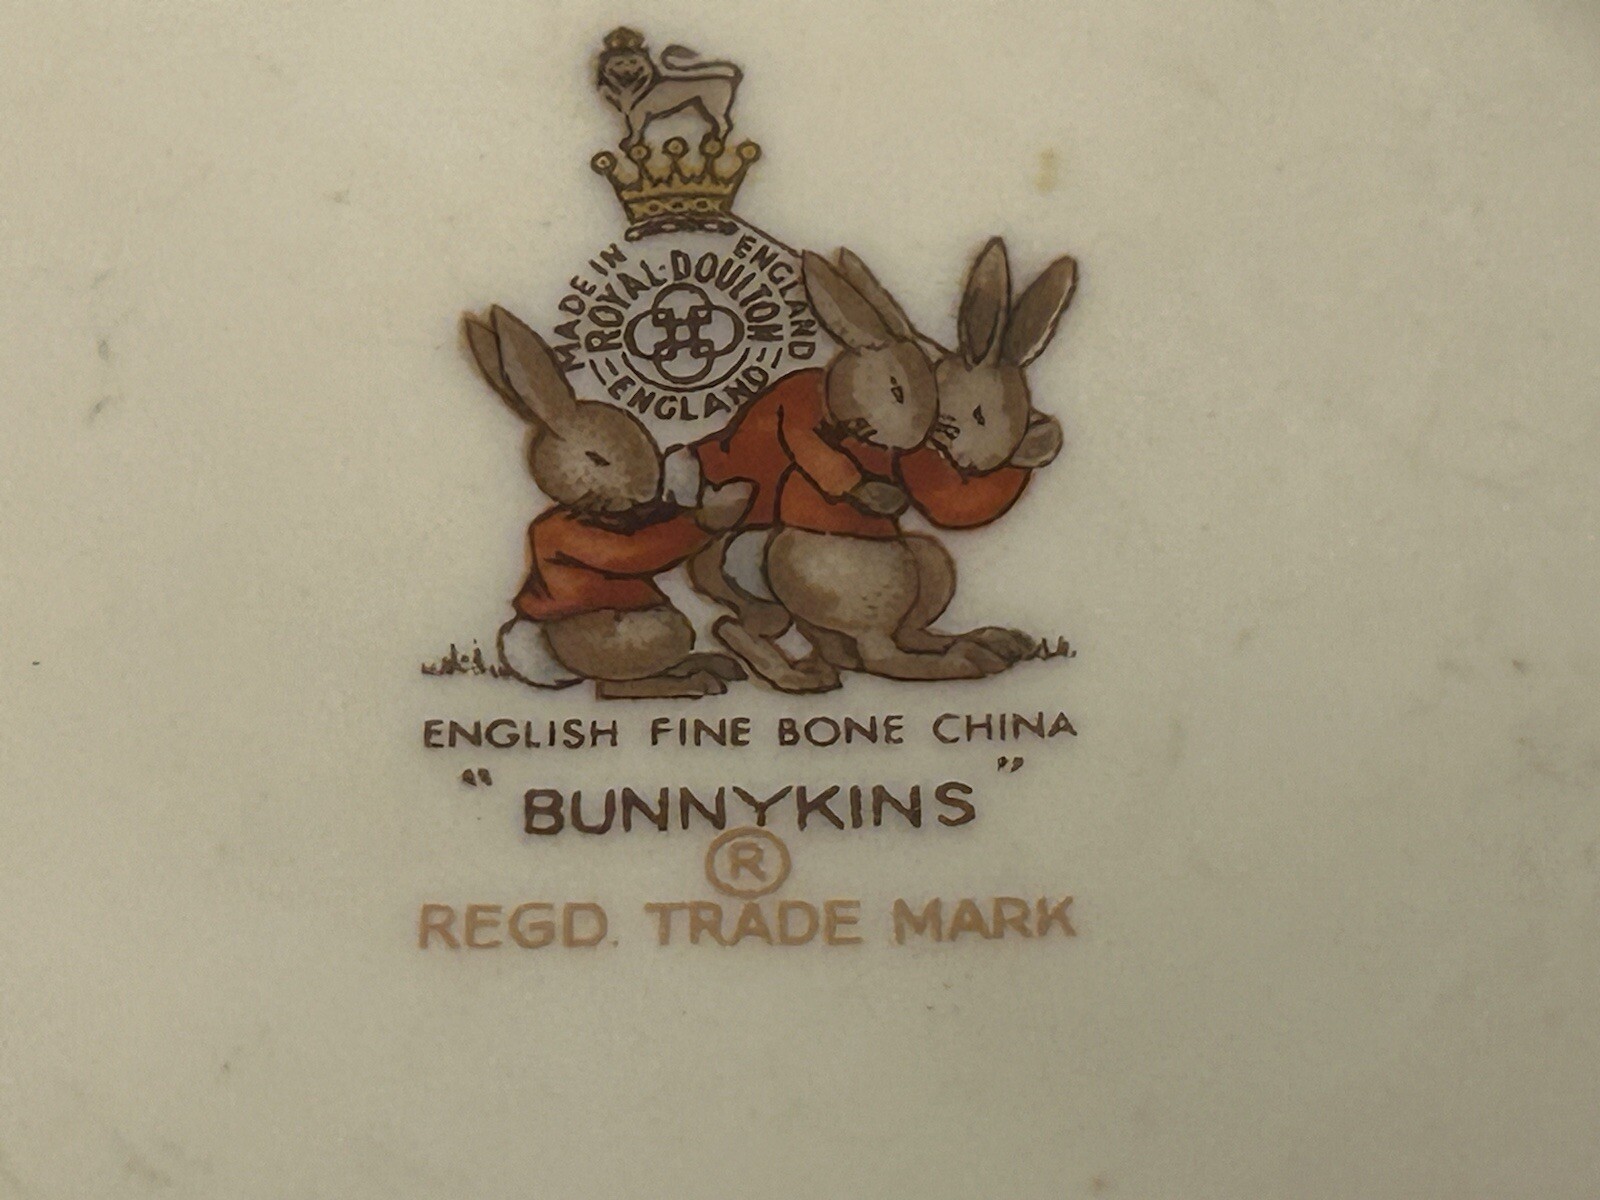 MADE IN ENGLAND
ROYAL·DOULTON
ENGLAND
ENGLISH FINE BONE CHINA
"BUNNYKINS"
®
REGD. TRADE MARK